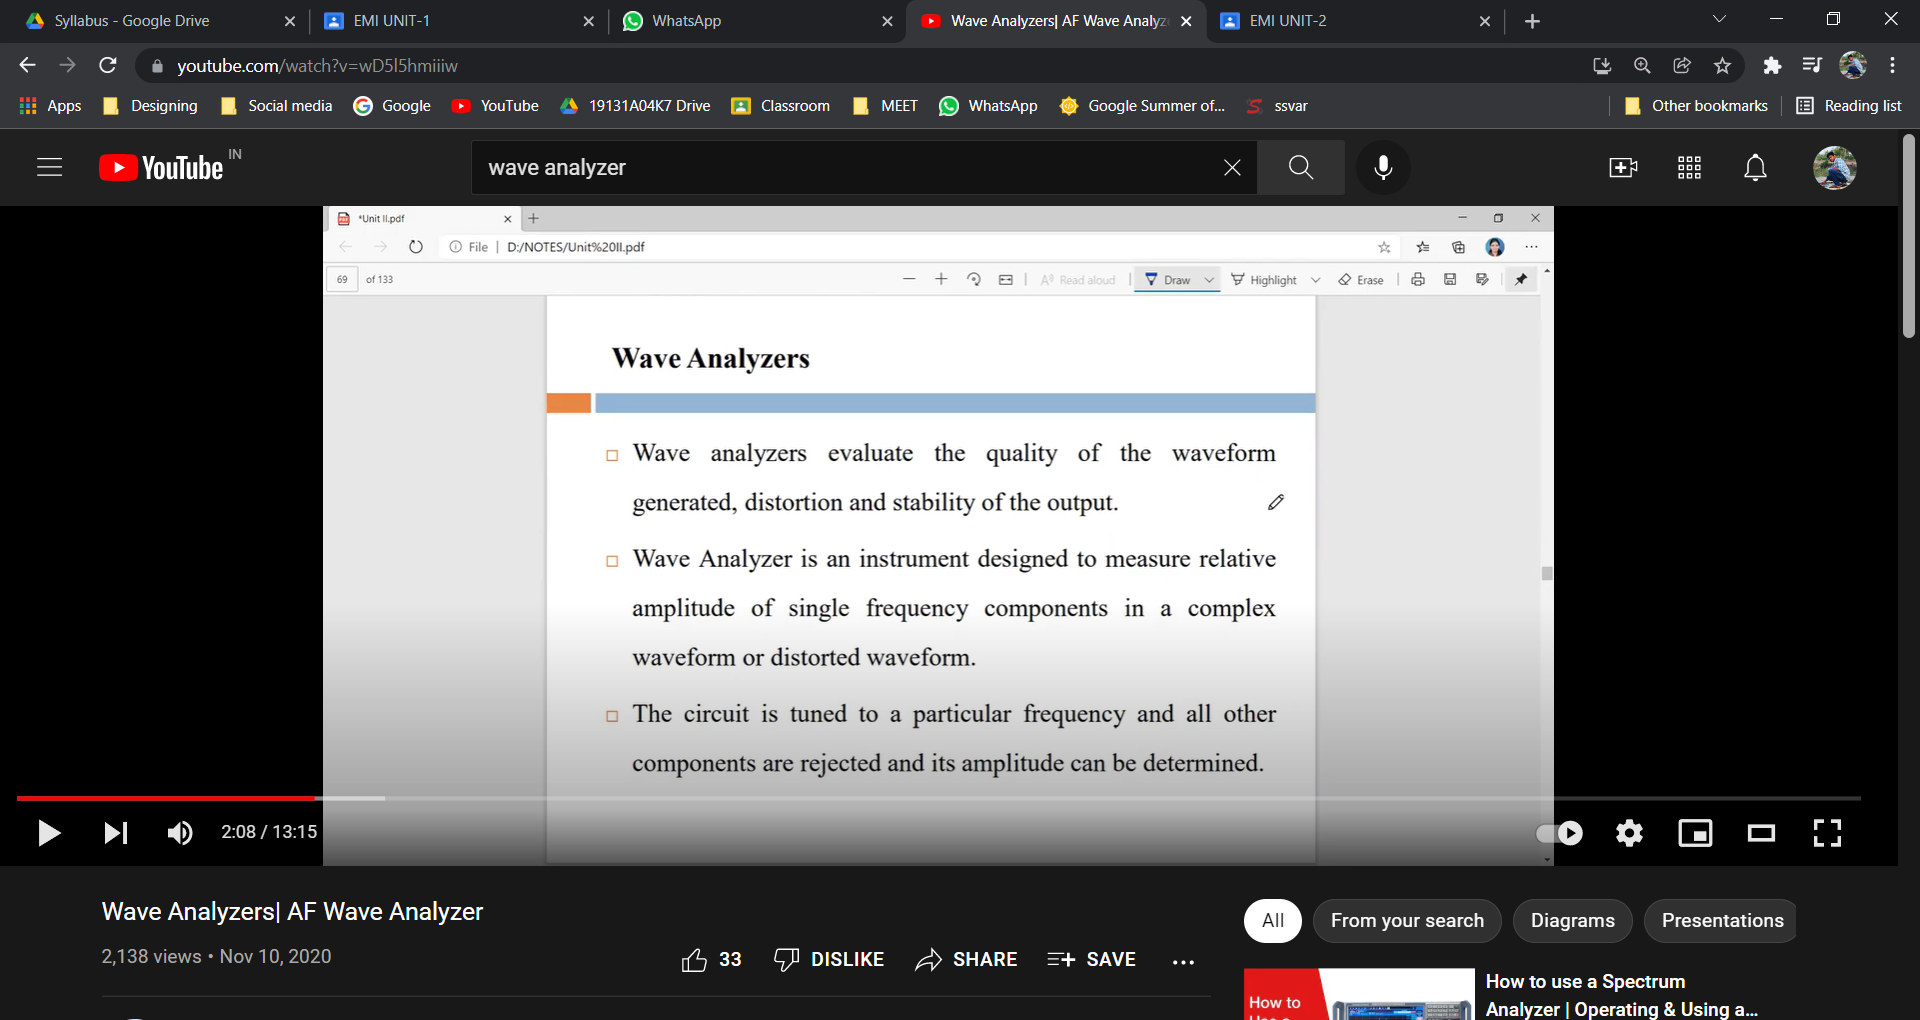 Syllabus - Google Drive
EMI UNIT-1
WhatsApp
Wave Analyzers| AF Wave Analyz
EMI UNIT-2
youtube.com/watch?v=wD5I5hmiiiw
Apps
Designing
Social media
Google
YouTube
19131A04K7 Drive
Classroom
MEET
WhatsApp
Google Summer of...
ssvar
Other bookmarks
Reading list
YouTube IN
wave analyzer
*Unit II.pdf
File | D:/NOTES/Unit%20II.pdf
69 of 133
Read aloud
Draw
Highlight
Erase
Wave Analyzers
Wave analyzers evaluate the quality of the waveform
generated, distortion and stability of the output.
Wave Analyzer is an instrument designed to measure relative
amplitude of single frequency components in a complex
waveform or distorted waveform.
The circuit is tuned to a particular frequency and all other
components are rejected and its amplitude can be determined.
2:08 / 13:15
Wave Analyzers| AF Wave Analyzer
2,138 views • Nov 10, 2020
33
DISLIKE
SHARE
SAVE
All
From your search
Diagrams
Presentations
How to
How to use a Spectrum
Analyzer | Operating & Using a...